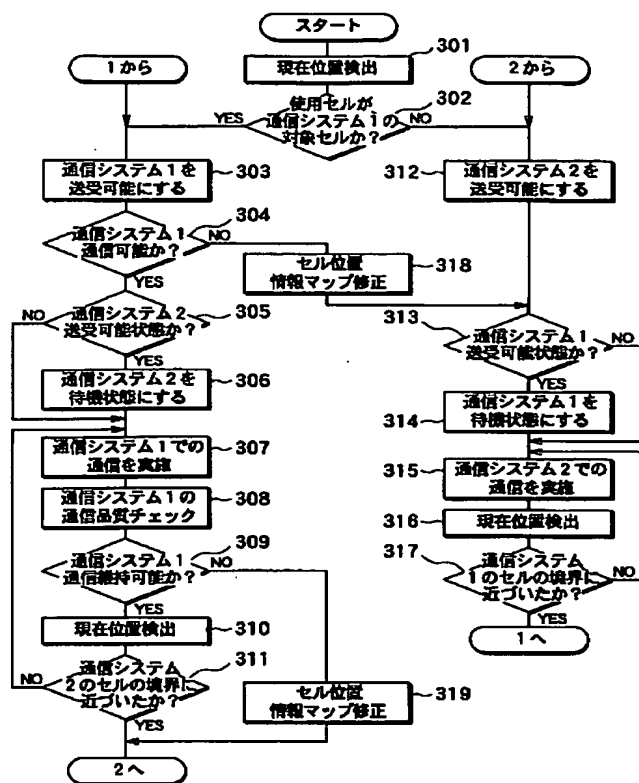 スタート
301
現在位置検出
1から
2から
使用セルが
通信システム1の
対象セルか?
302
YES
NO
通信システム1を
送受可能にする
303
312
通信システム2を
送受可能にする
304
通信システム1
通信可能か?
NO
YES
セル位置
情報マップ修正
318
NO
通信システム2
送受可能状態か?
305
YES
313
通信システム1
送受可能状態か?
NO
YES
通信システム2を
待機状態にする
306
314
通信システム1を
待機状態にする
通信システム1での
通信を実施
307
315
通信システム2での
通信を実施
通信システム1の
通信品質チェック
308
316
現在位置検出
309
通信システム1
通信維持可能か?
NO
YES
317
通信システム
1のセルの境界に
近づいたか?
NO
YES
1へ
現在位置検出
310
NO
通信システム
2のセルの境界に
近づいたか?
311
YES
セル位置
情報マップ修正
319
2へ